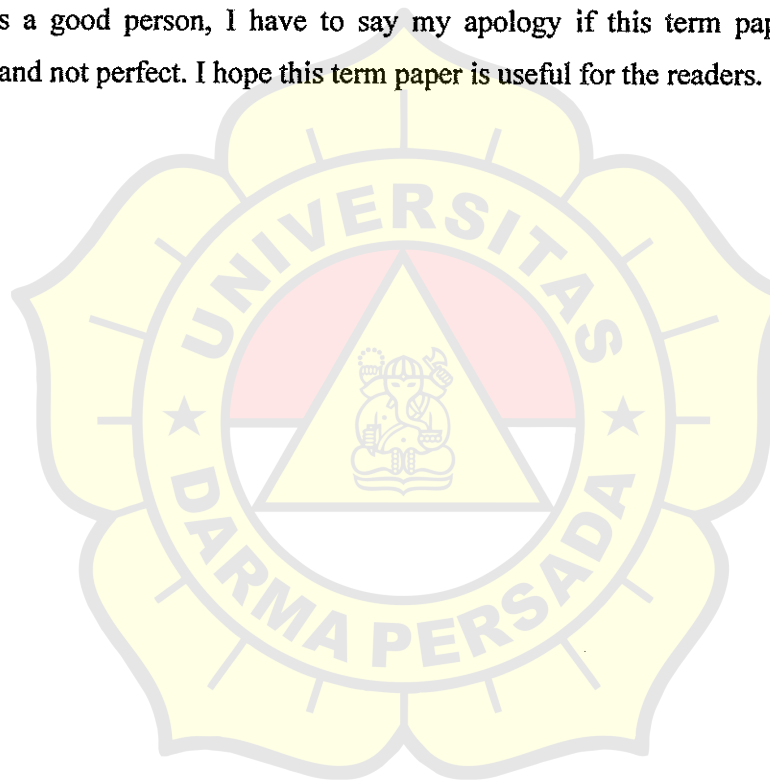 s a good person, I have to say my apology if this term pap
and not perfect. I hope this term paper is useful for the readers.
UNIVERSITAS
DARMA PERSADA